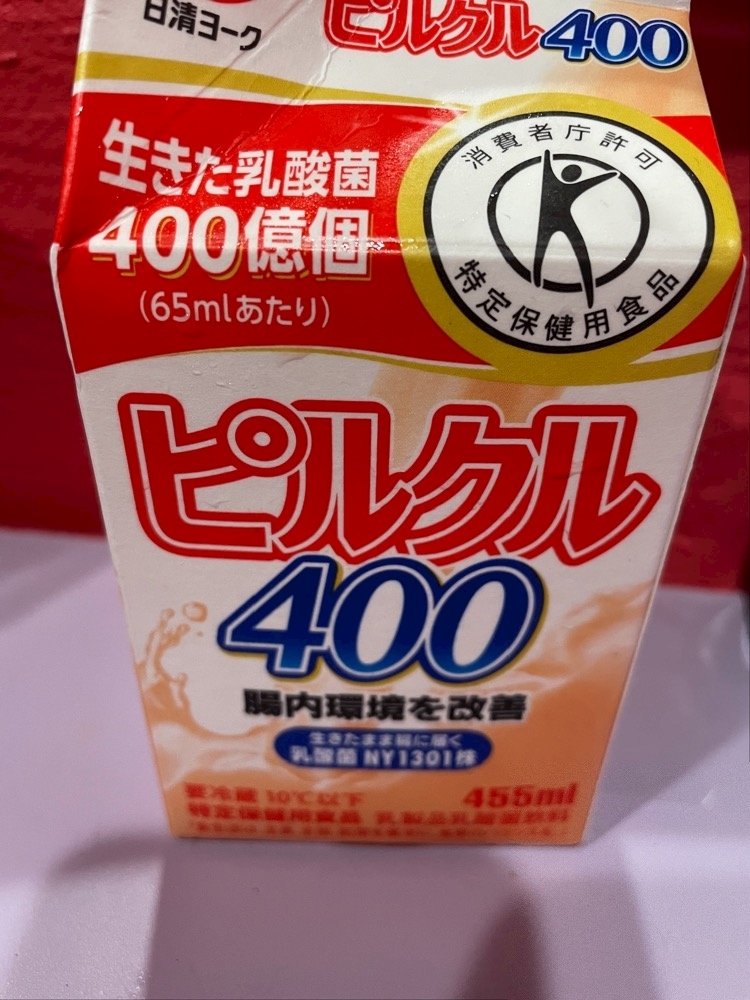 日清ヨーク
ピルクル400
生きた乳酸菌
400億個
(65mlあたり)
消費者庁許可
特定保健用食品
ピルクル
400
腸内環境を改善
生きたまま腸に届く
乳酸菌 NY1301株
要冷蔵 10℃以下
455ml
特定保健用食品 乳製品乳酸菌飲料